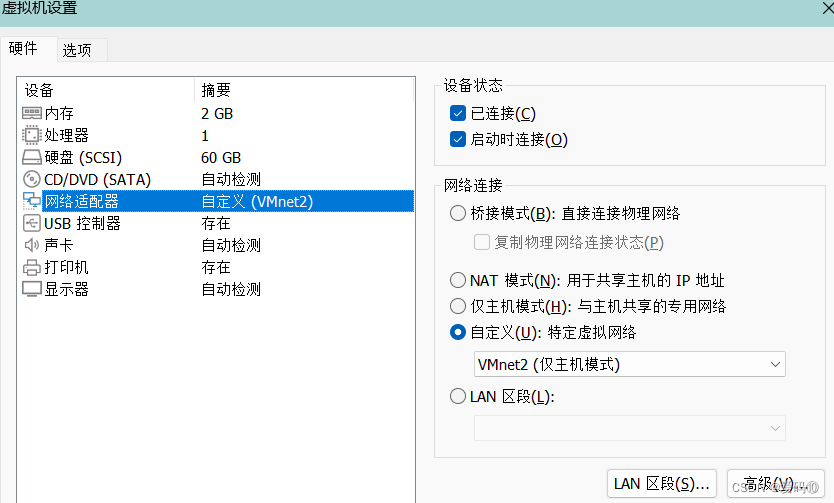 虚拟机设置
硬件 选项
设备 摘要
内存 2 GB
处理器 1
硬盘 (SCSI) 60 GB
CD/DVD (SATA) 自动检测
网络适配器 自定义 (VMnet2)
USB 控制器 存在
声卡 自动检测
打印机 存在
显示器 自动检测
设备状态
已连接(C)
启动时连接(O)
网络连接
桥接模式(B): 直接连接物理网络
复制物理网络连接状态(P)
NAT 模式(N): 用于共享主机的 IP 地址
仅主机模式(H): 与主机共享的专用网络
自定义(U): 特定虚拟网络
VMnet2 (仅主机模式)
LAN 区段(L):
LAN 区段(S)... 高级(V)...
CSDN